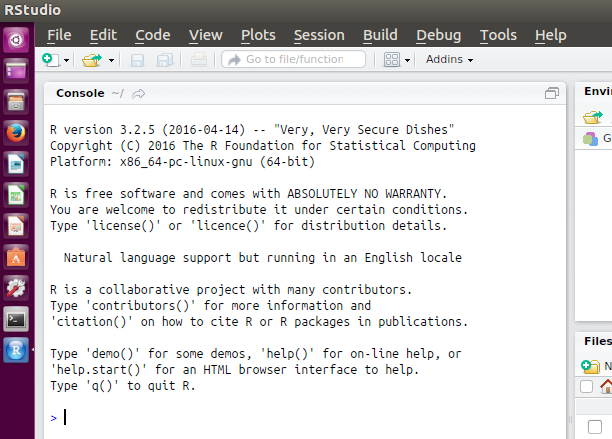 RStudio
File Edit Code View Plots Session Build Debug Tools Help
Go to file/function Addins
Console ~/
R version 3.2.5 (2016-04-14) -- "Very, Very Secure Dishes"
Copyright (C) 2016 The R Foundation for Statistical Computing
Platform: x86_64-pc-linux-gnu (64-bit)
R is free software and comes with ABSOLUTELY NO WARRANTY.
You are welcome to redistribute it under certain conditions.
Type 'license()' or 'licence()' for distribution details.
Natural language support but running in an English locale
R is a collaborative project with many contributors.
Type 'contributors()' for more information and
'citation()' on how to cite R or R packages in publications.
Type 'demo()' for some demos, 'help()' for on-line help, or
'help.start()' for an HTML browser interface to help.
Type 'q()' to quit R.
>
Envi
G
Files
N